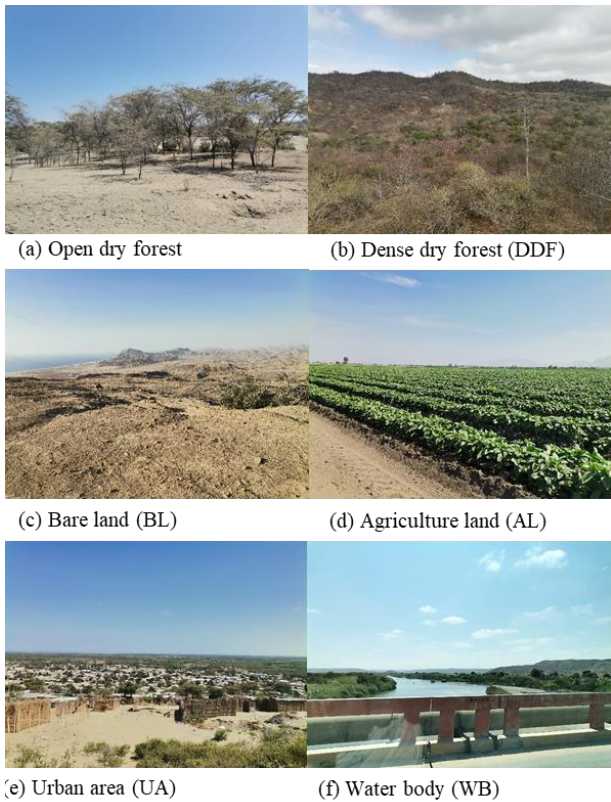 (a) Open dry forest
(b) Dense dry forest (DDF)
(c) Bare land (BL)
(d) Agriculture land (AL)
(e) Urban area (UA)
(f) Water body (WB)